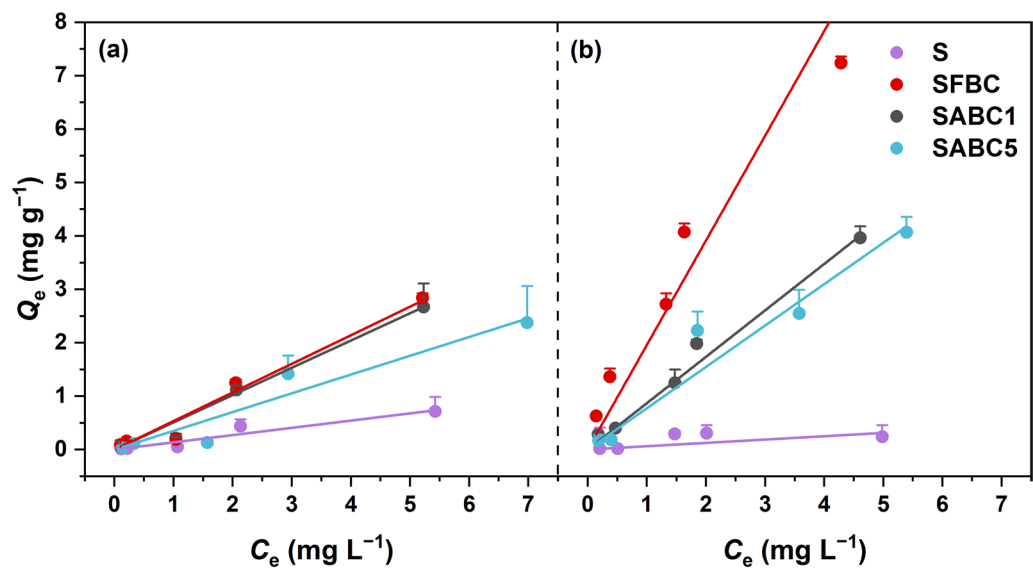 (a)
(b)
S
SFBC
SABC1
SABC5
8
7
6
5
4
3
2
1
0
Qe (mg g−1)
0 1 2 3 4 5 6 7
0 1 2 3 4 5 6 7
Ce (mg L−1)
Ce (mg L−1)